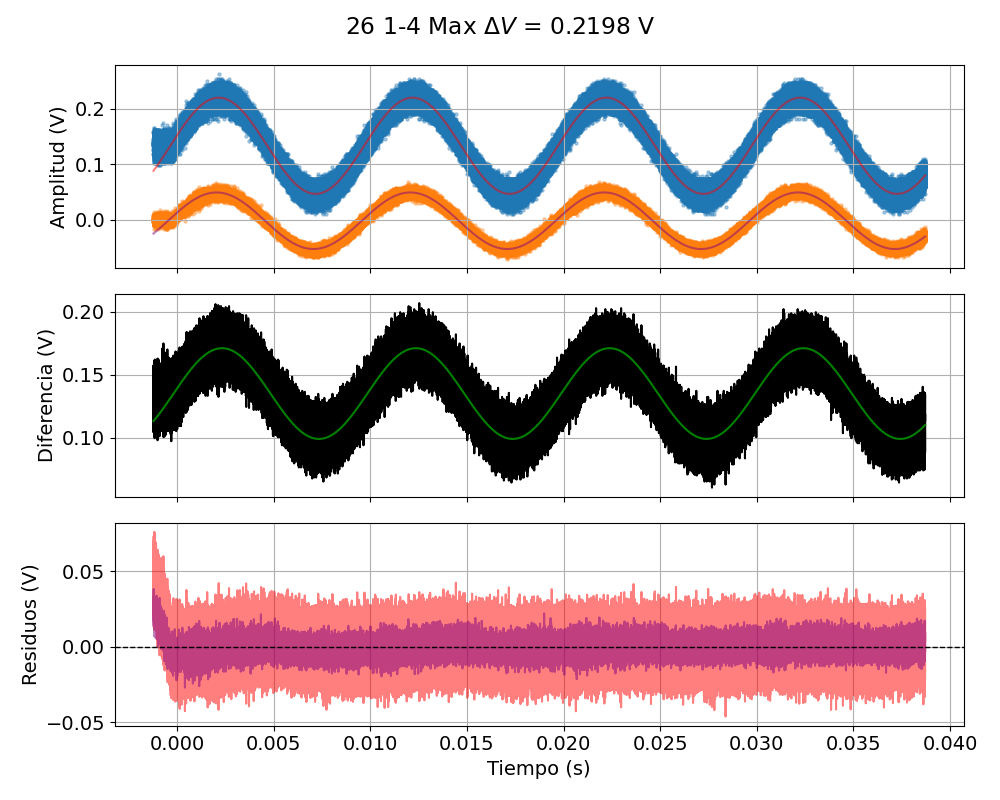 26 1-4 Max ΔV = 0.2198 V
Amplitud (V)
0.2
0.1
0.0
Diferencia (V)
0.20
0.15
0.10
Residuos (V)
0.05
0.00
−0.05
0.000 0.005 0.010 0.015 0.020 0.025 0.030 0.035 0.040
Tiempo (s)